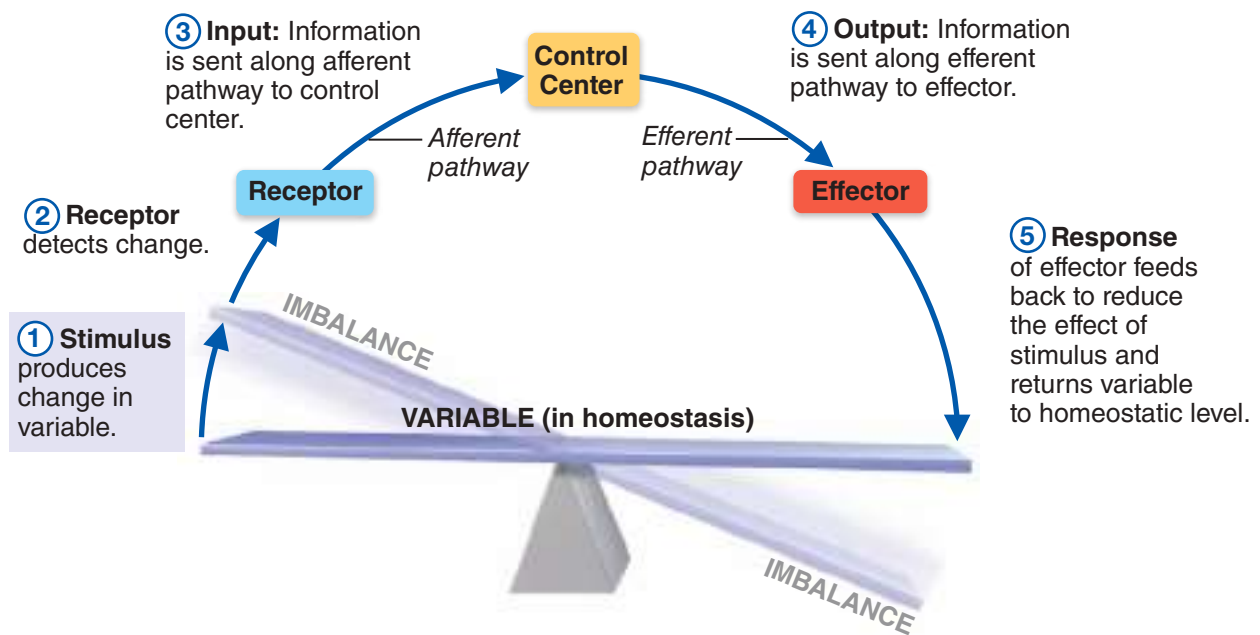 ③ Input: Information
is sent along afferent
pathway to control
center.
Control
Center
④ Output: Information
is sent along efferent
pathway to effector.
Afferent
pathway
Efferent
pathway
Receptor
Effector
② Receptor
detects change.
⑤ Response
of effector feeds
back to reduce
the effect of
stimulus and
returns variable
to homeostatic level.
IMBALANCE
① Stimulus
produces
change in
variable.
VARIABLE (in homeostasis)
IMBALANCE